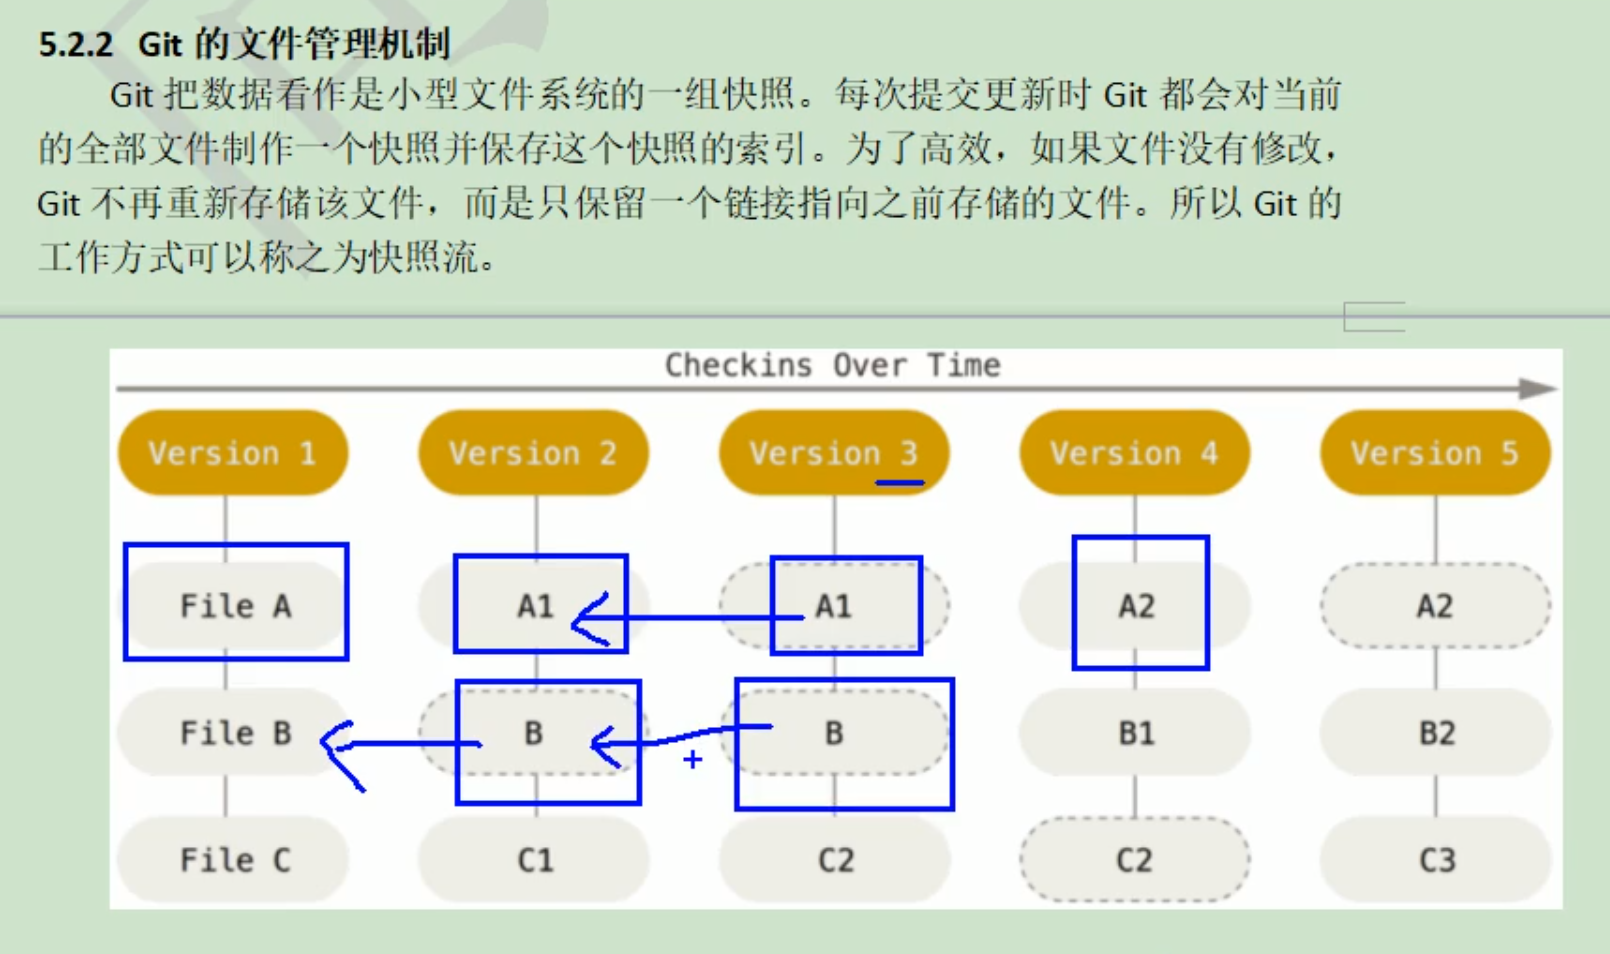 5.2.2 Git 的文件管理机制
Git 把数据看作是小型文件系统的一组快照。每次提交更新时 Git 都会对当前
的全部文件制作一个快照并保存这个快照的索引。为了高效，如果文件没有修改，
Git 不再重新存储该文件，而是只保留一个链接指向之前存储的文件。所以 Git 的
工作方式可以称之为快照流。
Checkins Over Time
Version 1 Version 2 Version 3 Version 4 Version 5
File A A1 A1 A2 A2
File B B B B1 B2
File C C1 C2 C2 C3